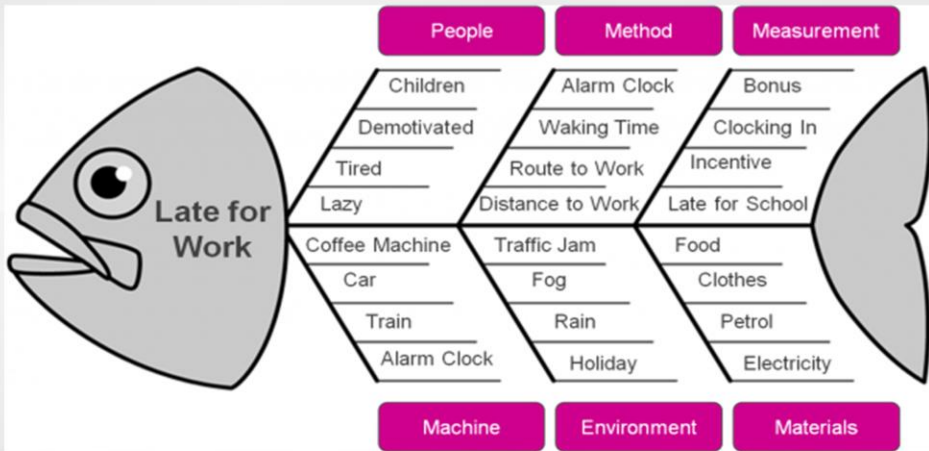 People
Method
Measurement
Children
Alarm Clock
Bonus
Demotivated
Waking Time
Clocking In
Tired
Route to Work
Incentive
Lazy
Distance to Work
Late for School
Late for
Work
Coffee Machine
Traffic Jam
Food
Car
Fog
Clothes
Train
Rain
Petrol
Alarm Clock
Holiday
Electricity
Machine
Environment
Materials